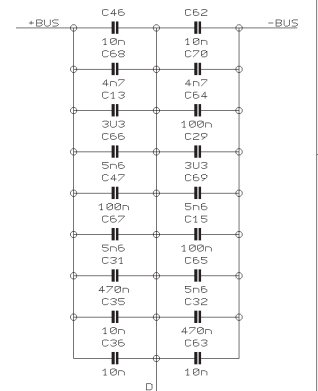 C46 C62
+BUS -BUS
10n 10n
C68 C70
4n7 4n7
C13 C64
3U3 100n
C66 C29
5n6 3U3
C47 C69
100n 5n6
C67 C15
5n6 100n
C31 C65
470n 5n6
C35 C32
10n 470n
C36 C63
10n 10n
D